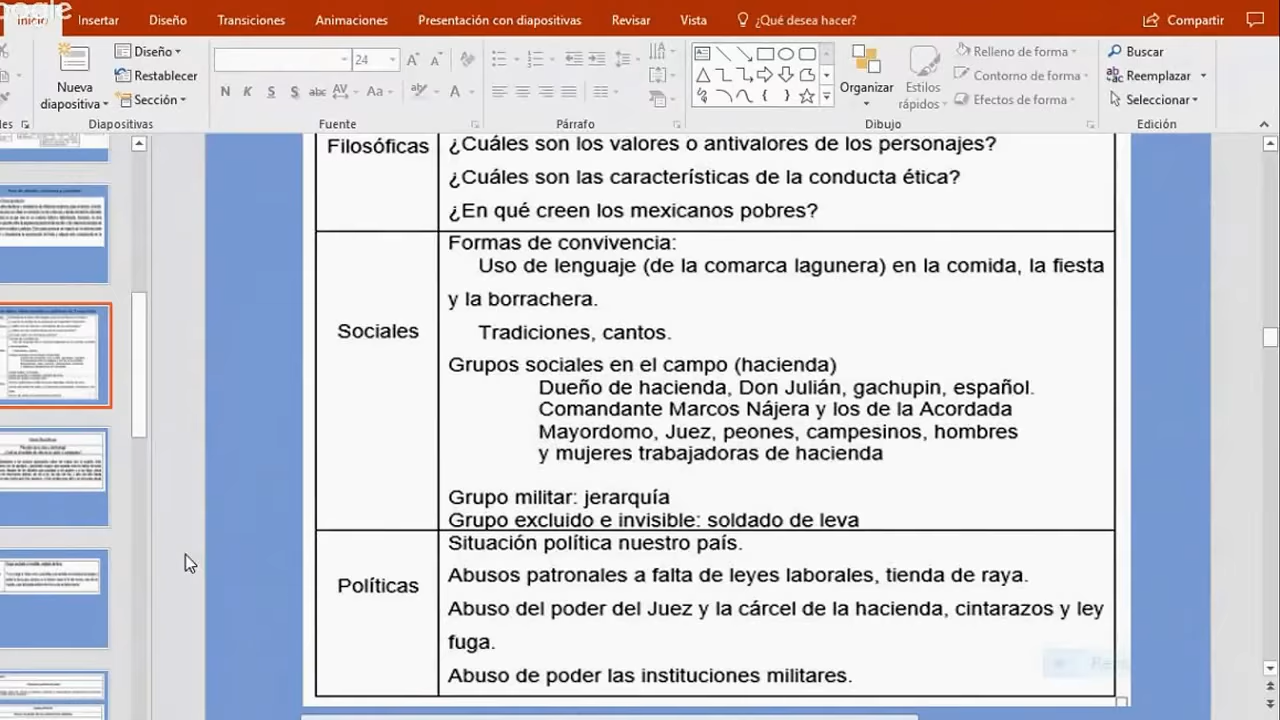 Inicio
Insertar
Diseño
Transiciones
Animaciones
Presentación con diapositivas
Revisar
Vista
¿Qué desea hacer?
Compartir
Nueva
diapositiva
Diseño
Restablecer
Sección
24
N K S S abc AV Aa A
Organizar
Estilos
rápidos
Relleno de forma
Contorno de forma
Efectos de forma
Buscar
Reemplazar
Seleccionar
Diapositivas
Fuente
Párrafo
Dibujo
Edición
Filosóficas
¿Cuáles son los valores o antivalores de los personajes?
¿Cuáles son las características de la conducta ética?
¿En qué creen los mexicanos pobres?
Sociales
Formas de convivencia:
Uso de lenguaje (de la comarca lagunera) en la comida, la fiesta
y la borrachera.
Tradiciones, cantos.
Grupos sociales en el campo (hacienda)
Dueño de hacienda, Don Julián, gachupin, español.
Comandante Marcos Nájera y los de la Acordada
Mayordomo, Juez, peones, campesinos, hombres
y mujeres trabajadoras de hacienda
Grupo militar: jerarquía
Grupo excluido e invisible: soldado de leva
Políticas
Situación política nuestro país.
Abusos patronales a falta de leyes laborales, tienda de raya.
Abuso del poder del Juez y la cárcel de la hacienda, cintarazos y ley
fuga.
Abuso de poder las instituciones militares.